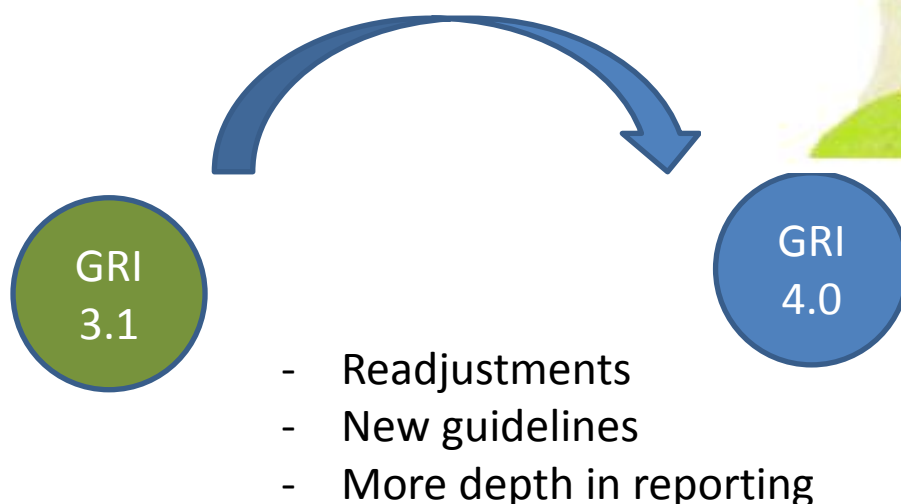 GRI
3.1
GRI
4.0
- Readjustments
- New guidelines
- More depth in reporting